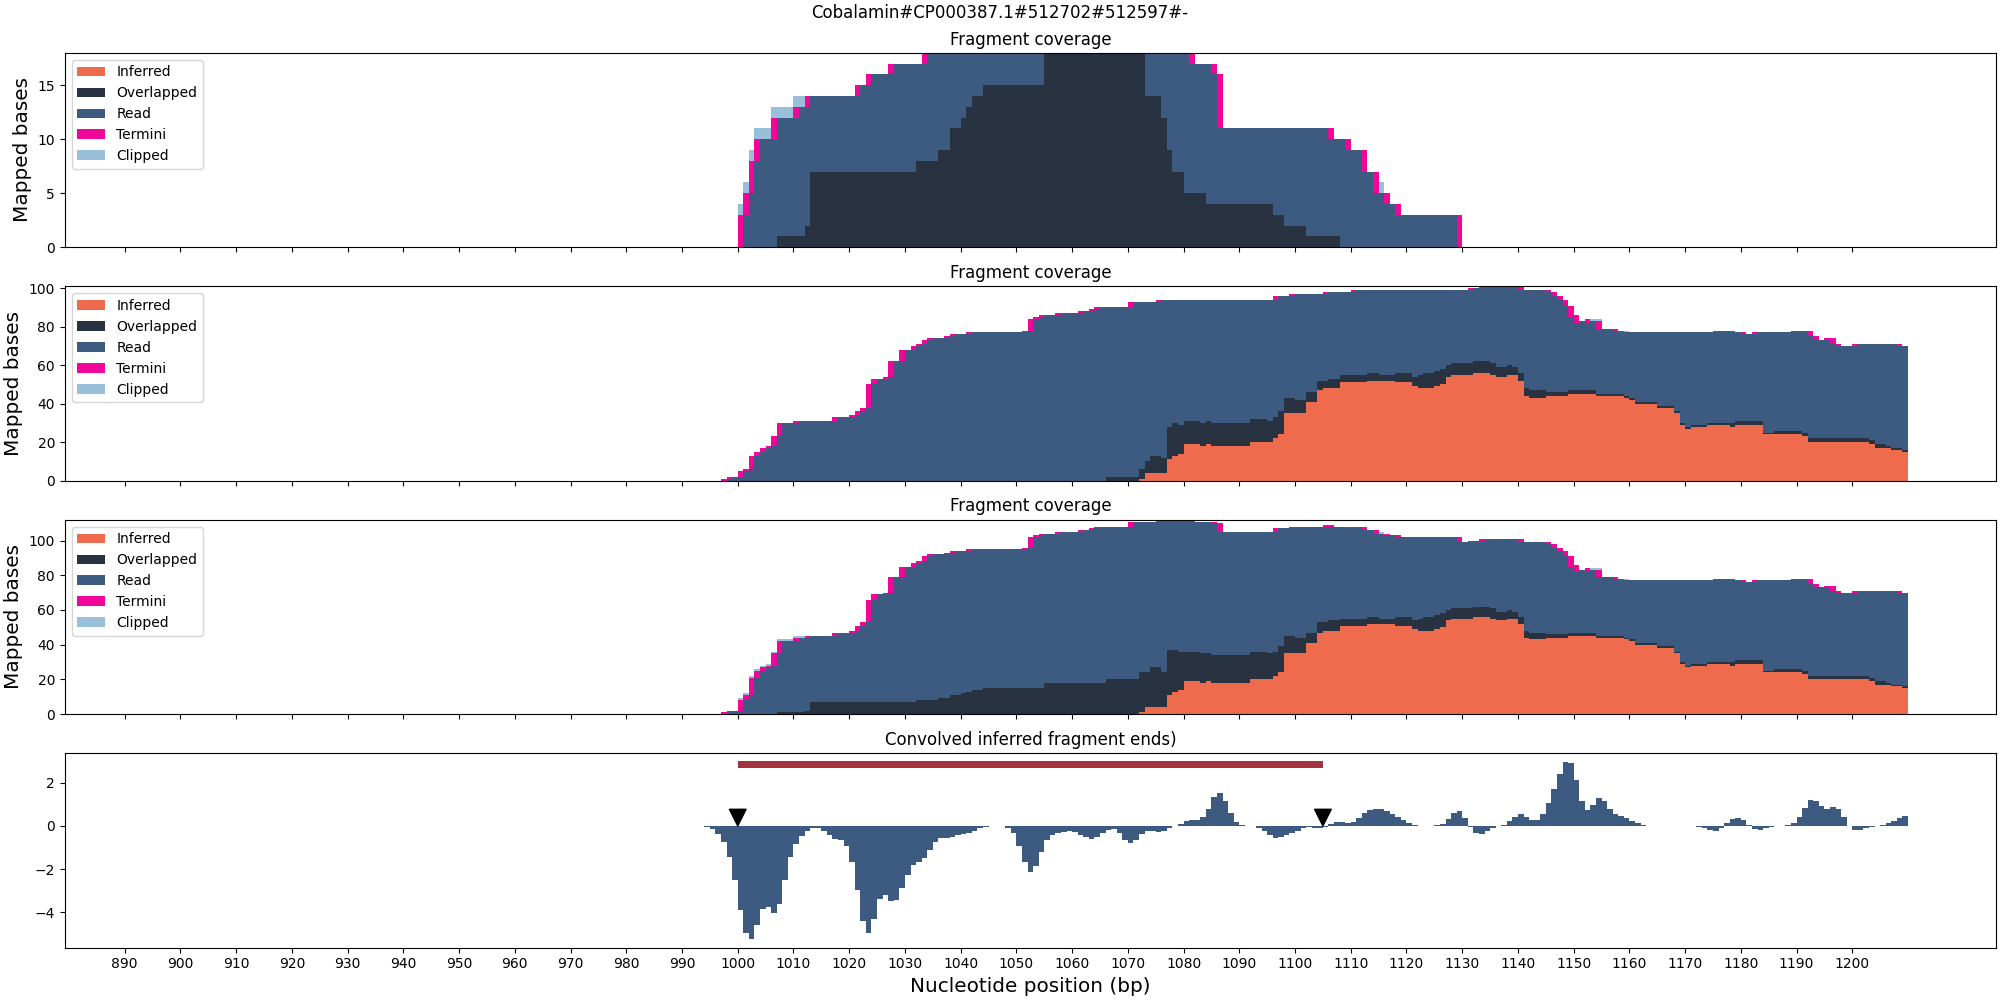 Cobalamin#CP000387.1#512702#512597#-
Fragment coverage
Mapped bases
15
10
5
0
Inferred
Overlapped
Read
Termini
Clipped
Fragment coverage
Mapped bases
100
80
60
40
20
0
Inferred
Overlapped
Read
Termini
Clipped
Fragment coverage
Mapped bases
100
80
60
40
20
0
Inferred
Overlapped
Read
Termini
Clipped
Convolved inferred fragment ends)
2
0
−2
−4
890 900 910 920 930 940 950 960 970 980 990 1000 1010 1020 1030 1040 1050 1060 1070 1080 1090 1100 1110 1120 1130 1140 1150 1160 1170 1180 1190 1200
Nucleotide position (bp)